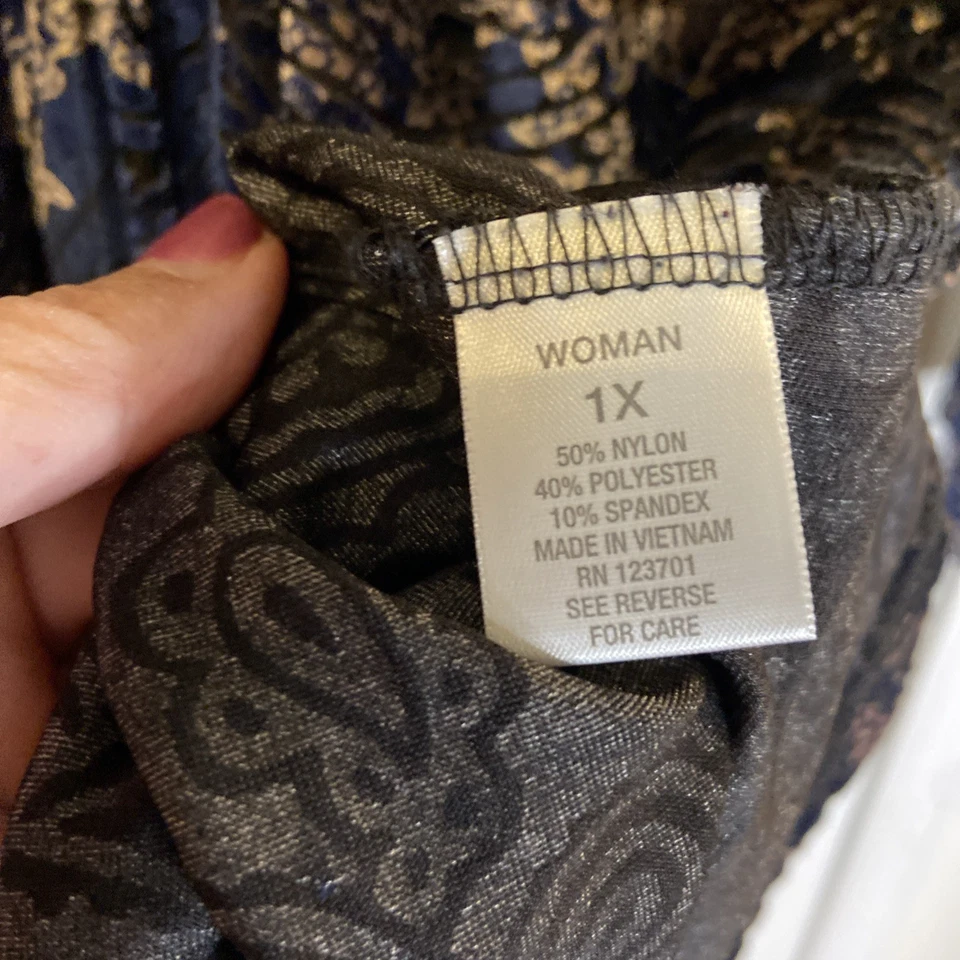 WOMAN
1X
50% NYLON
40% POLYESTER
10% SPANDEX
MADE IN VIETNAM
RN 123701
SEE REVERSE
FOR CARE